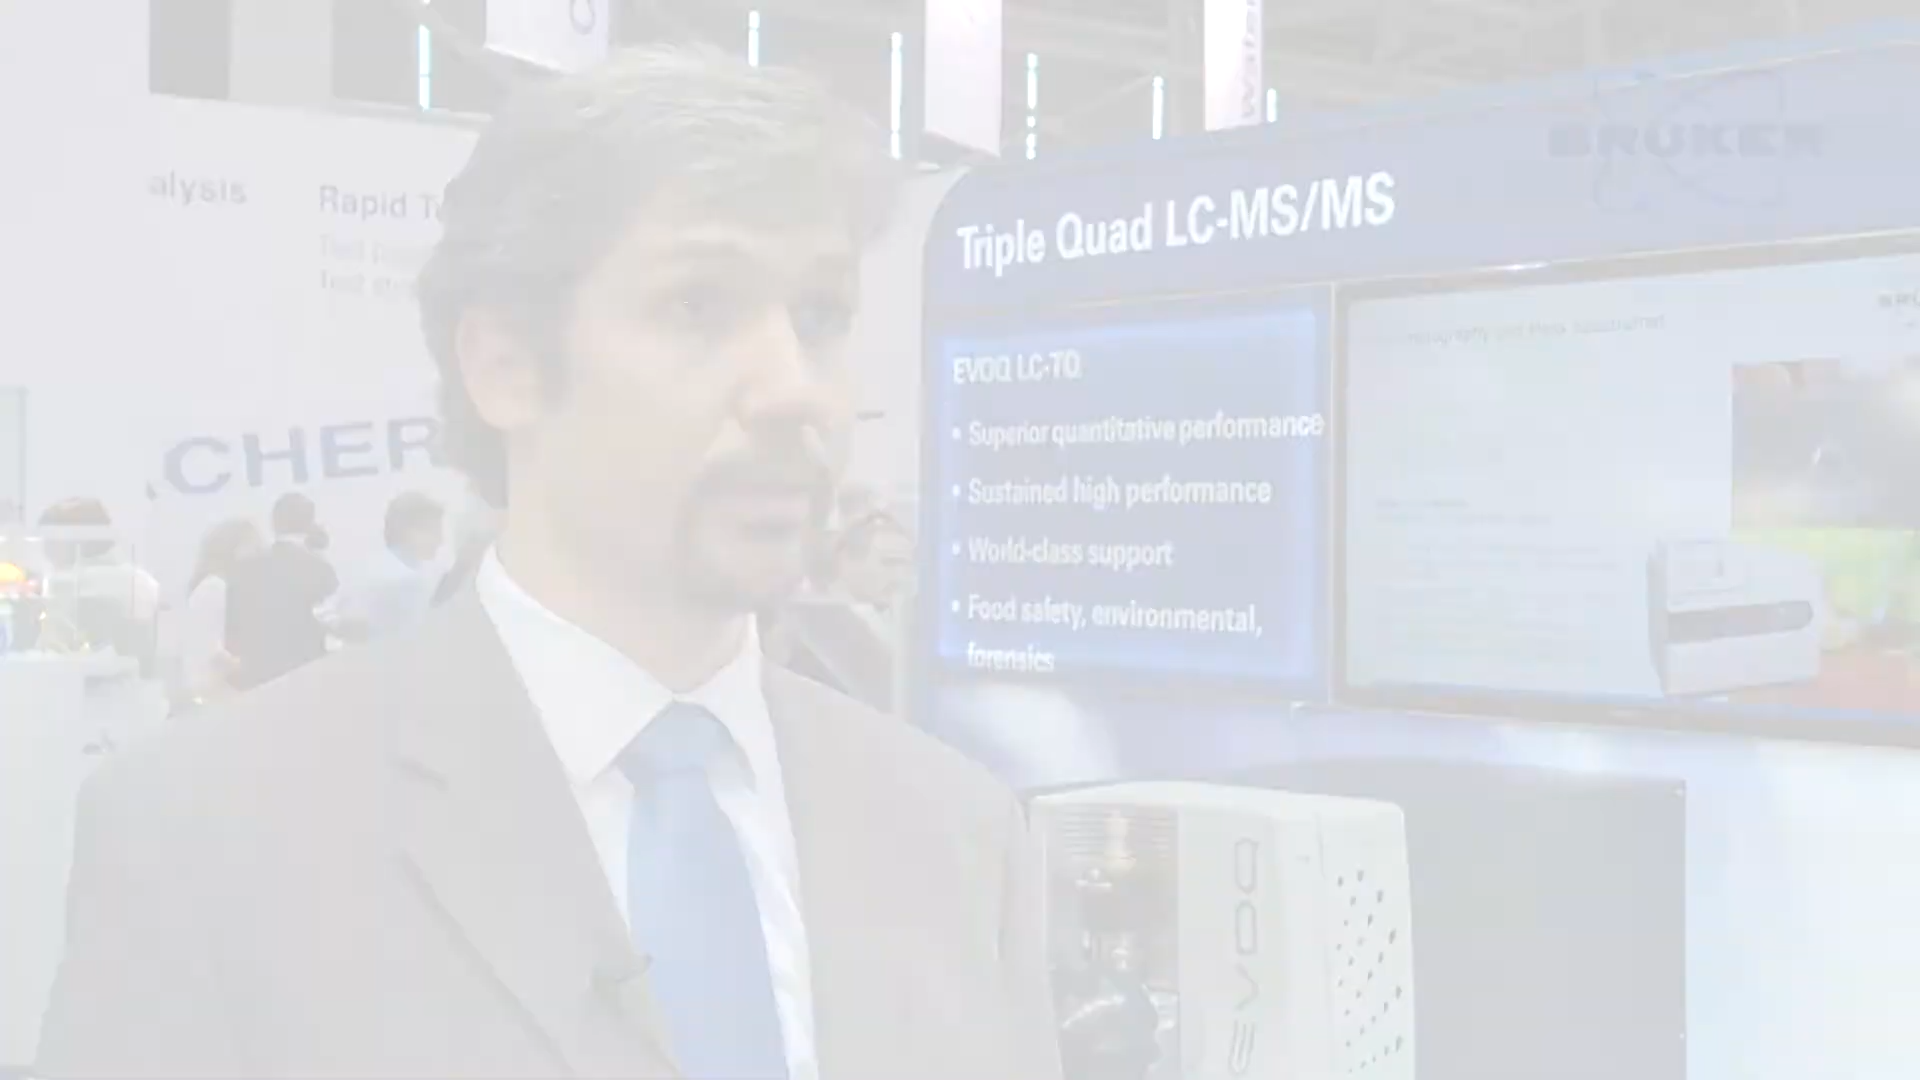 alysis
Rapid T
Test
CHER
BRUKER
Triple Quad LC-MS/MS
EVOQ LC-TQ
• Superior quantitative performance
• Sustained high performance
• World-class support
• Food safety, environmental,
forensics
EVOQ